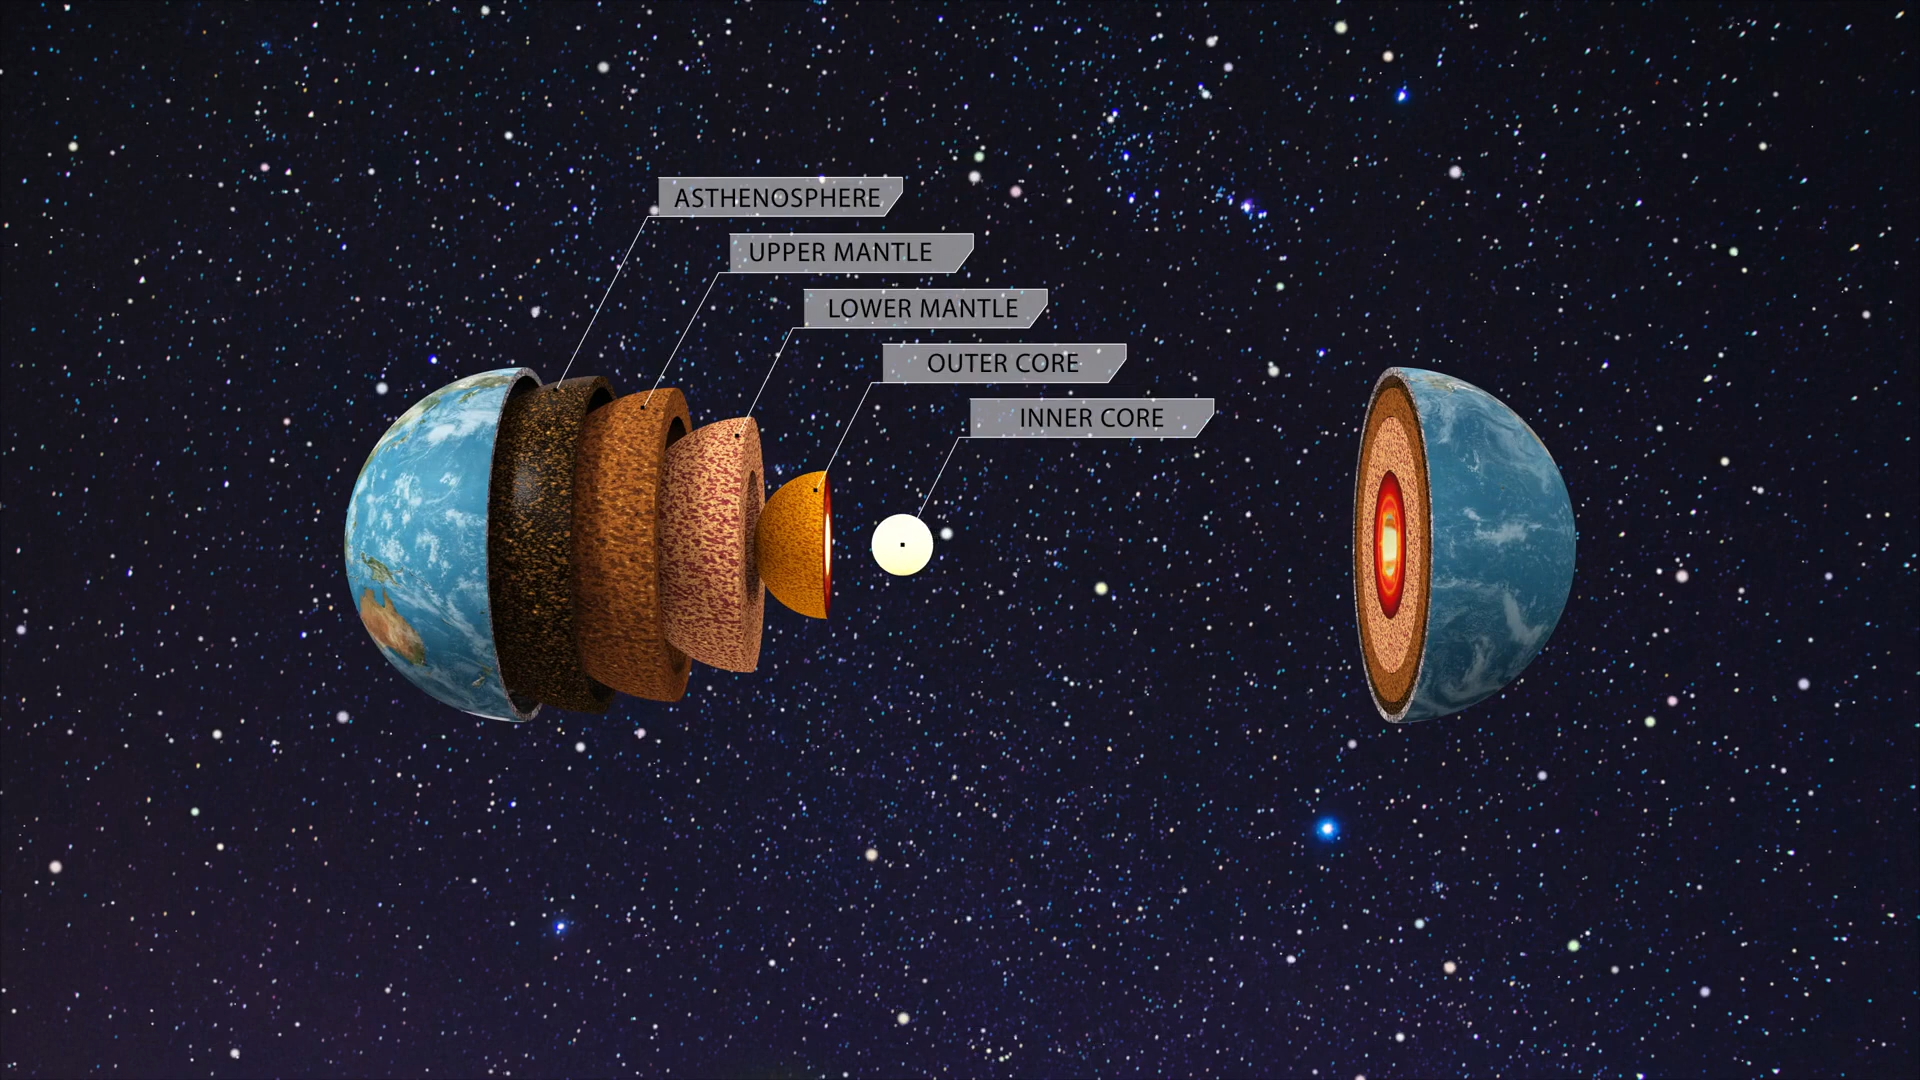 ASTHENOSPHERE
UPPER MANTLE
LOWER MANTLE
OUTER CORE
INNER CORE